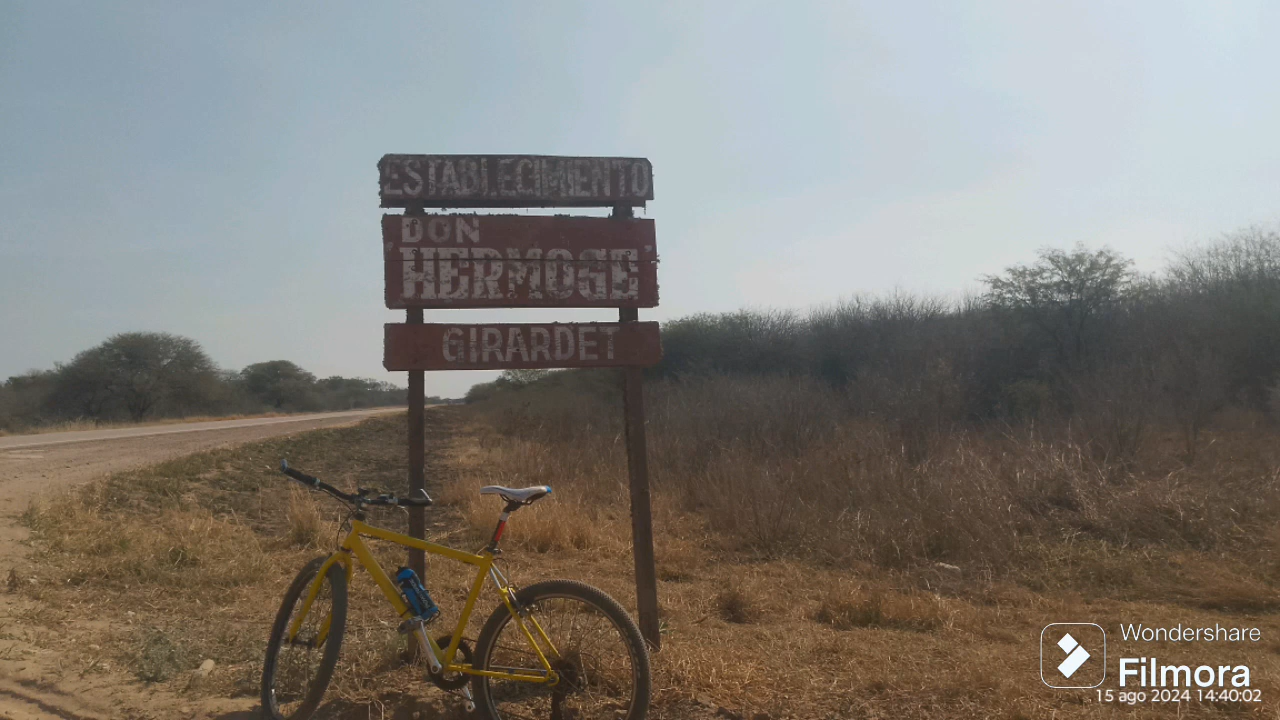 ESTABLECIMIENTO
DON
'HERMOGE'
GIRARDET
Wondershare
Filmora
15 ago 2024 14:40:02